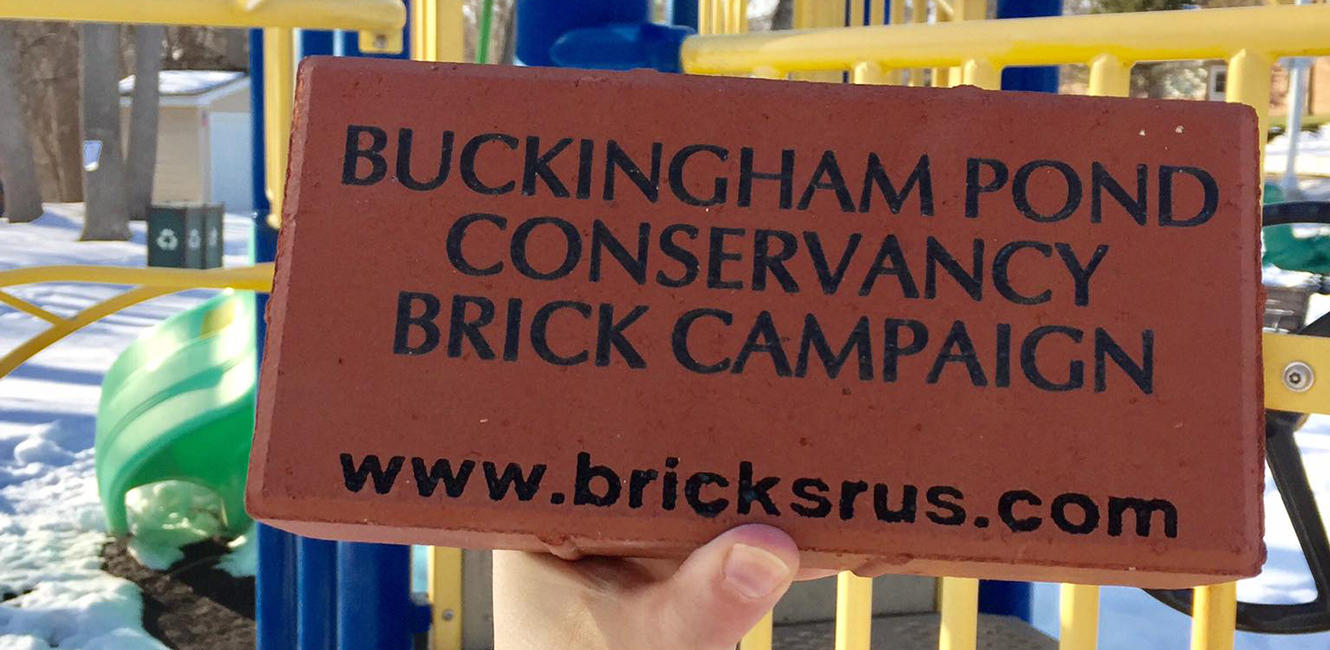 BUCKINGHAM POND
CONSERVANCY
BRICK CAMPAIGN
www.bricksrus.com